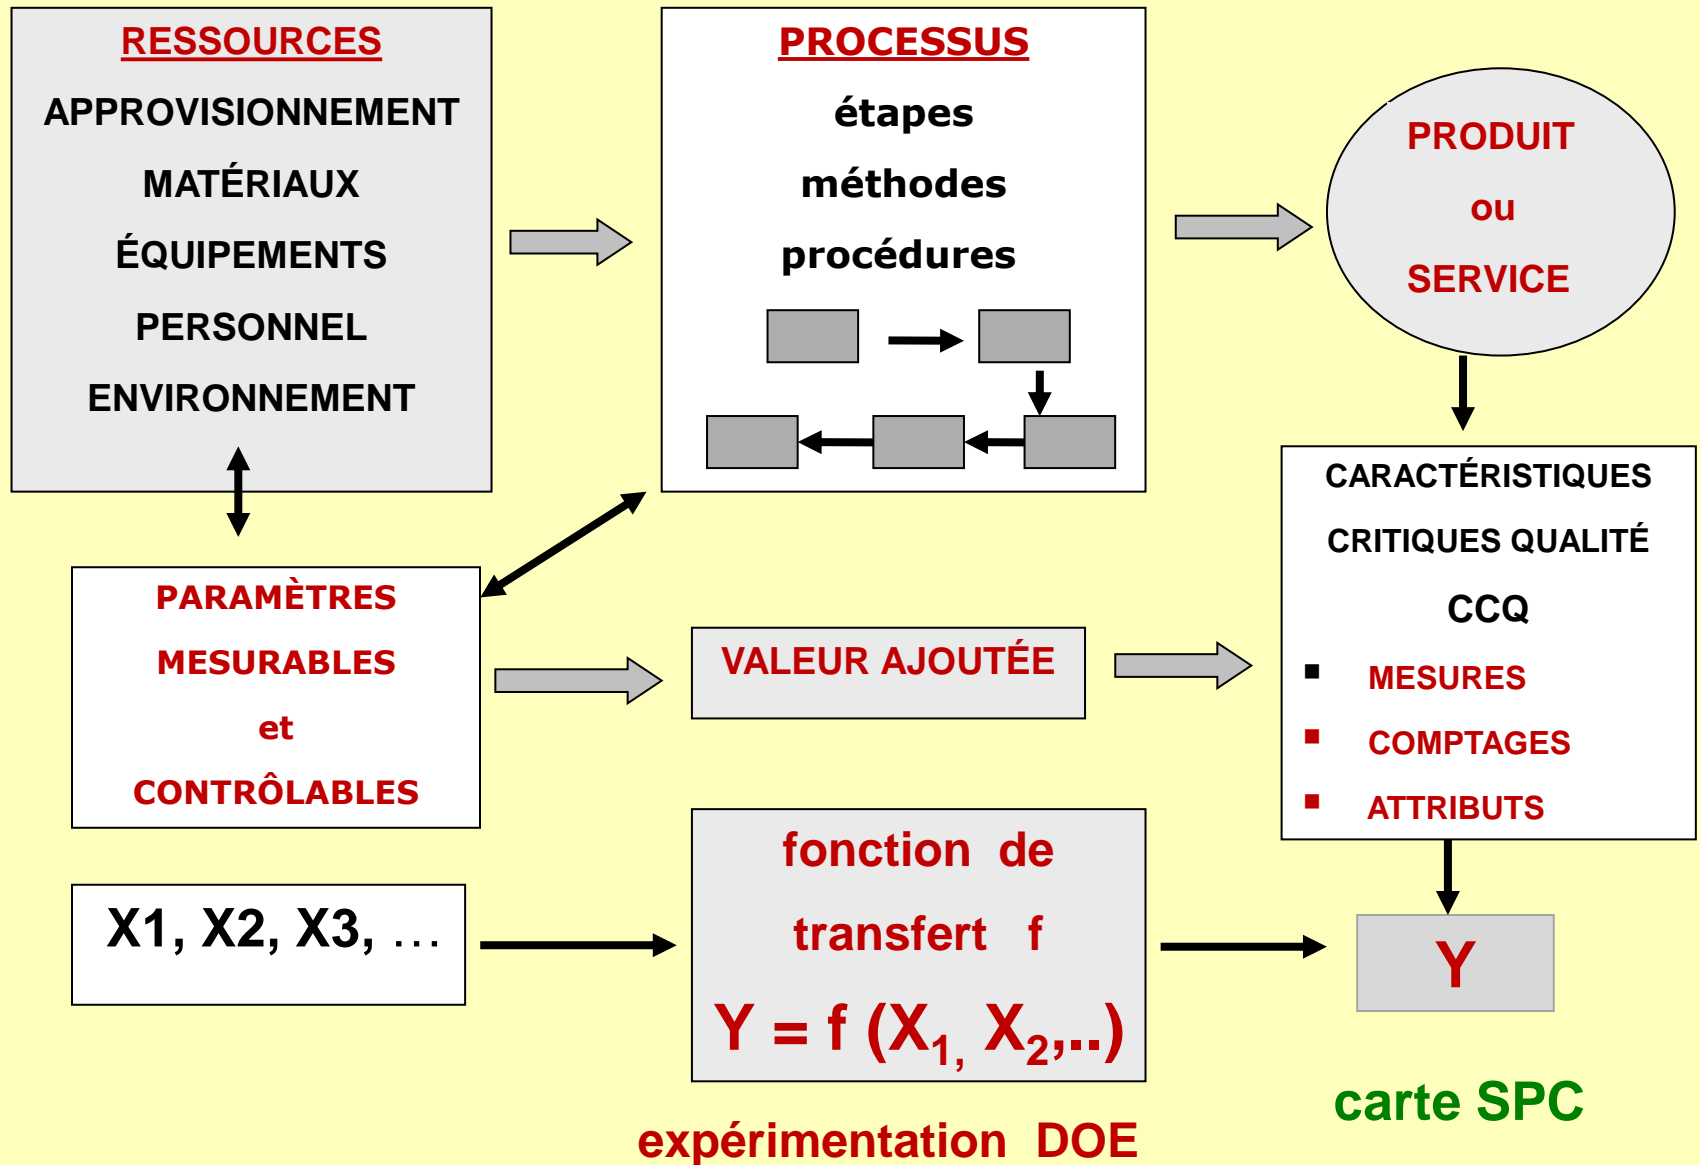 RESSOURCES
APPROVISIONNEMENT
MATÉRIAUX
ÉQUIPEMENTS
PERSONNEL
ENVIRONNEMENT
PROCESSUS
étapes
méthodes
procédures
PRODUIT
ou
SERVICE
PARAMÈTRES
MESURABLES
et
CONTRÔLABLES
VALEUR AJOUTÉE
CARACTÉRISTIQUES
CRITIQUES QUALITÉ
CCQ
▪ MESURES
▪ COMPTAGES
▪ ATTRIBUTS
X1, X2, X3, …
fonction de
transfert f
Y = f (X₁, X₂,..)
Y
expérimentation DOE
carte SPC